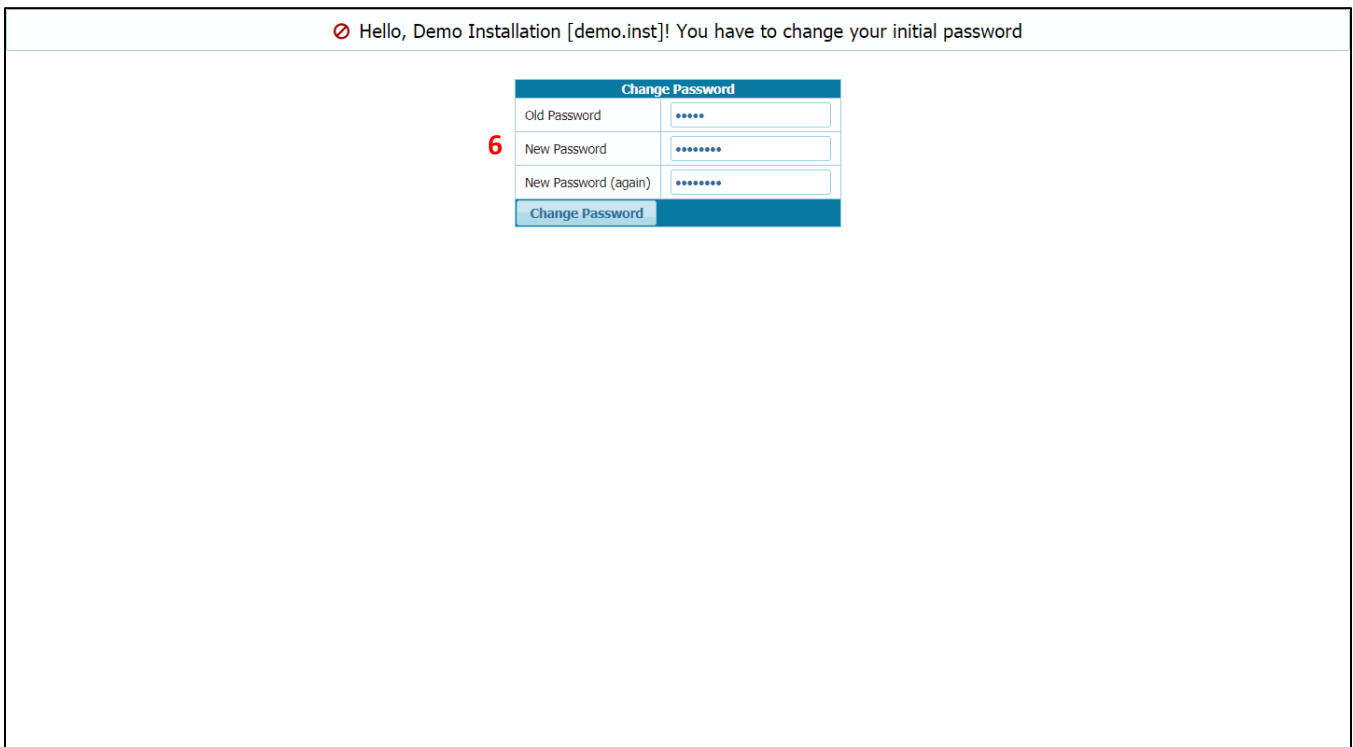 Hello, Demo Installation [demo.inst]! You have to change your initial password
Change Password
Old Password •••••
6 New Password ••••••••
New Password (again) ••••••••
Change Password